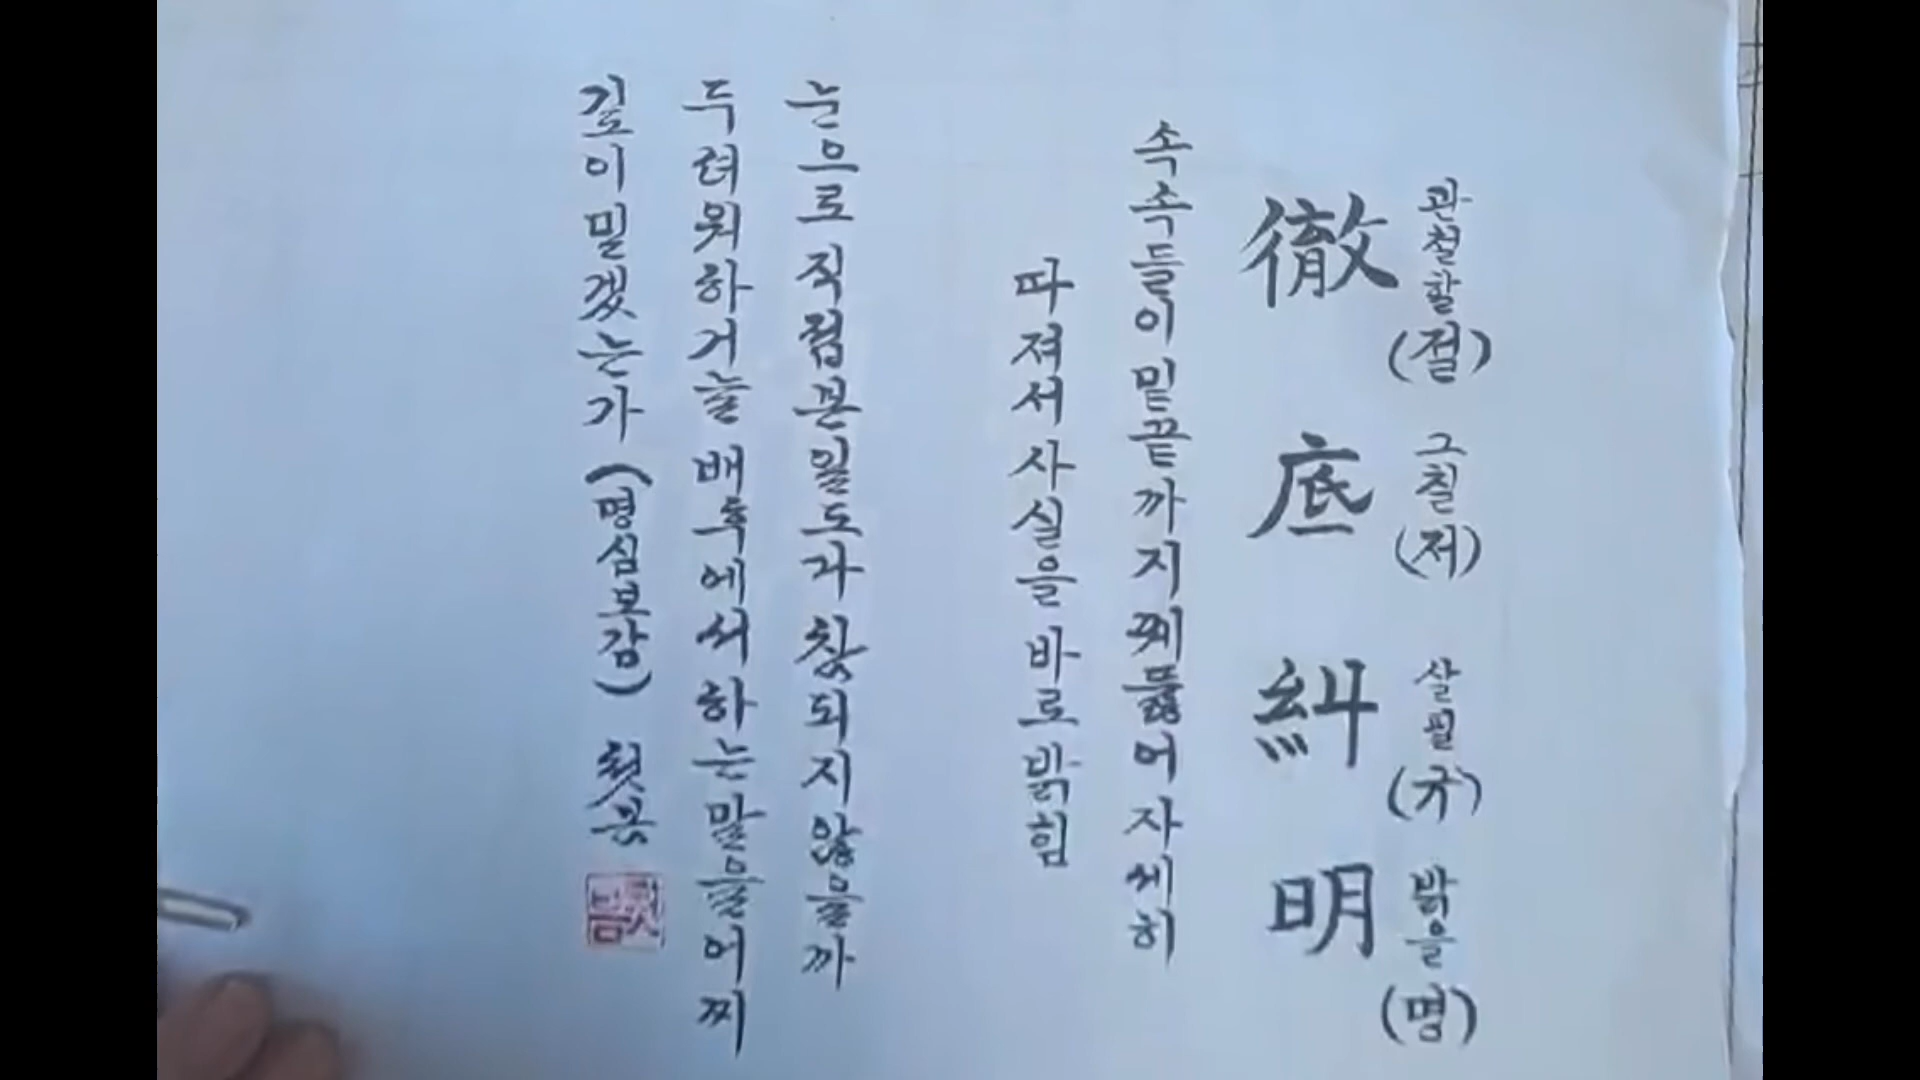 관철할(절) 그칠(저) 살필(규) 밝을(명)
徹底糾明
속속들이 밑끝까지 꿰뚫어 자세히
따져서 사실을 바로 밝힘
눈으로 직접 본 일도 다 참되지 않을까
두려워하거늘 배후에서 하는 말을 어찌
깊이 믿겠는가 (명심보감) 첫봄